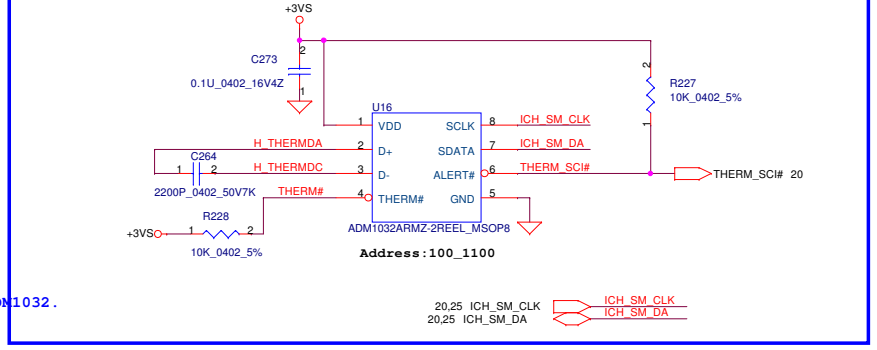 +3VS
C273
2
0.1U_0402_16V4Z
1
2
R227
10K_0402_5%
1
U16
1 VDD SCLK 8 ICH_SM_CLK
H_THERMDA 2 D+ SDATA 7 ICH_SM_DA
C264
1 2 H_THERMDC 3 D- ALERT# 6 THERM_SCI# THERM_SCI# 20
2200P_0402_50V7K
THERM# 4 THERM# GND 5
R228
+3VS 1 2
10K_0402_5%
ADM1032ARMZ-2REEL_MSOP8
Address:100_1100
M1032.
20,25 ICH_SM_CLK ICH_SM_CLK
20,25 ICH_SM_DA ICH_SM_DA